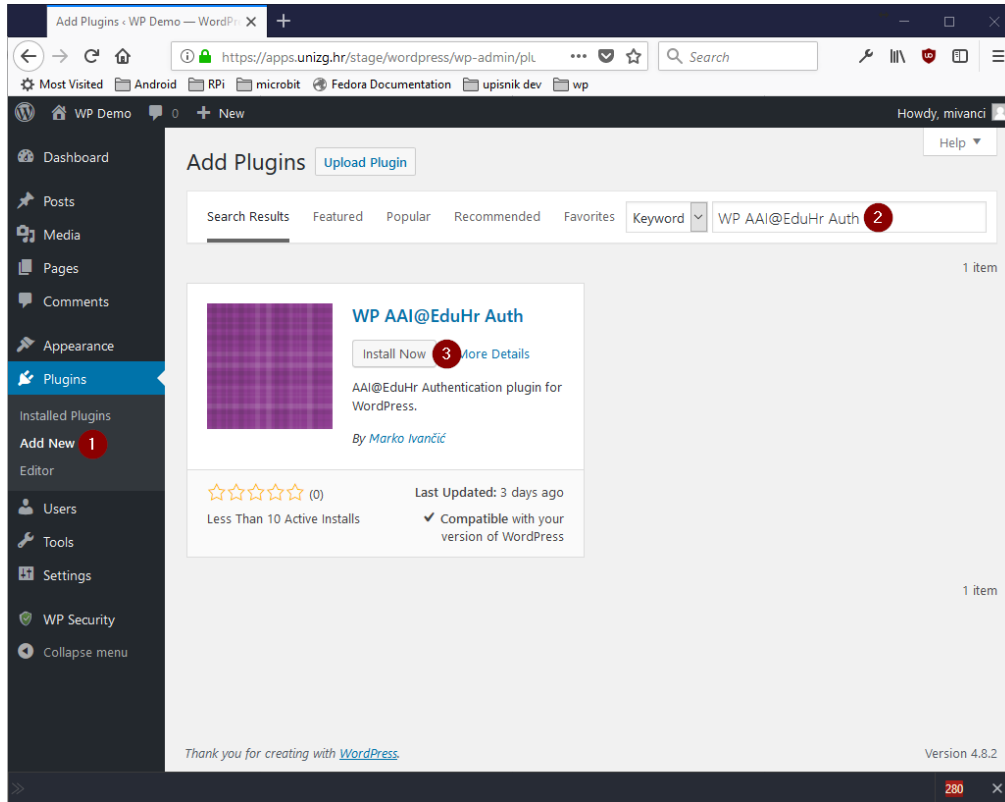 Add Plugins ‹ WP Demo — WordPr
https://apps.unizg.hr/stage/wordpress/wp-admin/plu
Search
Most Visited Android RPi microbit Fedora Documentation upisnik dev wp
WP Demo 0 + New Howdy, mivanci
Help
Dashboard
Posts
Media
Pages
Comments
Appearance
Plugins
Installed Plugins
Add New 1
Editor
Users
Tools
Settings
WP Security
Collapse menu
Add Plugins Upload Plugin
Search Results Featured Popular Recommended Favorites Keyword WP AAI@EduHr Auth 2
1 item
WP AAI@EduHr Auth
Install Now 3 More Details
AAI@EduHr Authentication plugin for
WordPress.
By Marko Ivančić
(0)
Less Than 10 Active Installs
Last Updated: 3 days ago
Compatible with your
version of WordPress
1 item
Thank you for creating with WordPress.
Version 4.8.2
280